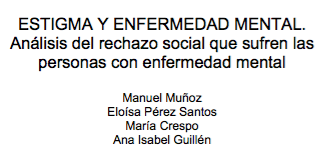 ESTIGMA Y ENFERMEDAD MENTAL.
Análisis del rechazo social que sufren las
personas con enfermedad mental
Manuel Muñoz
Eloísa Pérez Santos
María Crespo
Ana Isabel Guillén